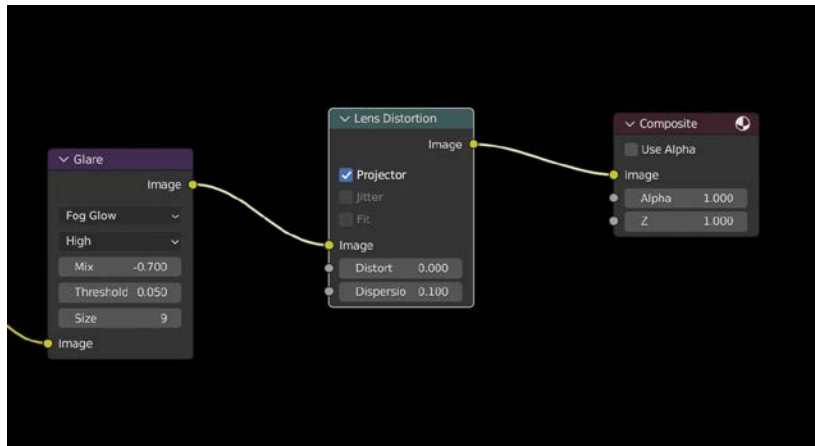 Glare
Image
Fog Glow
High
Mix -0.700
Threshold 0.050
Size 9
Image
Lens Distortion
Image
Projector
Jitter
Fit
Image
Distort 0.000
Dispersio 0.100
Composite
Use Alpha
Image
Alpha 1.000
Z 1.000